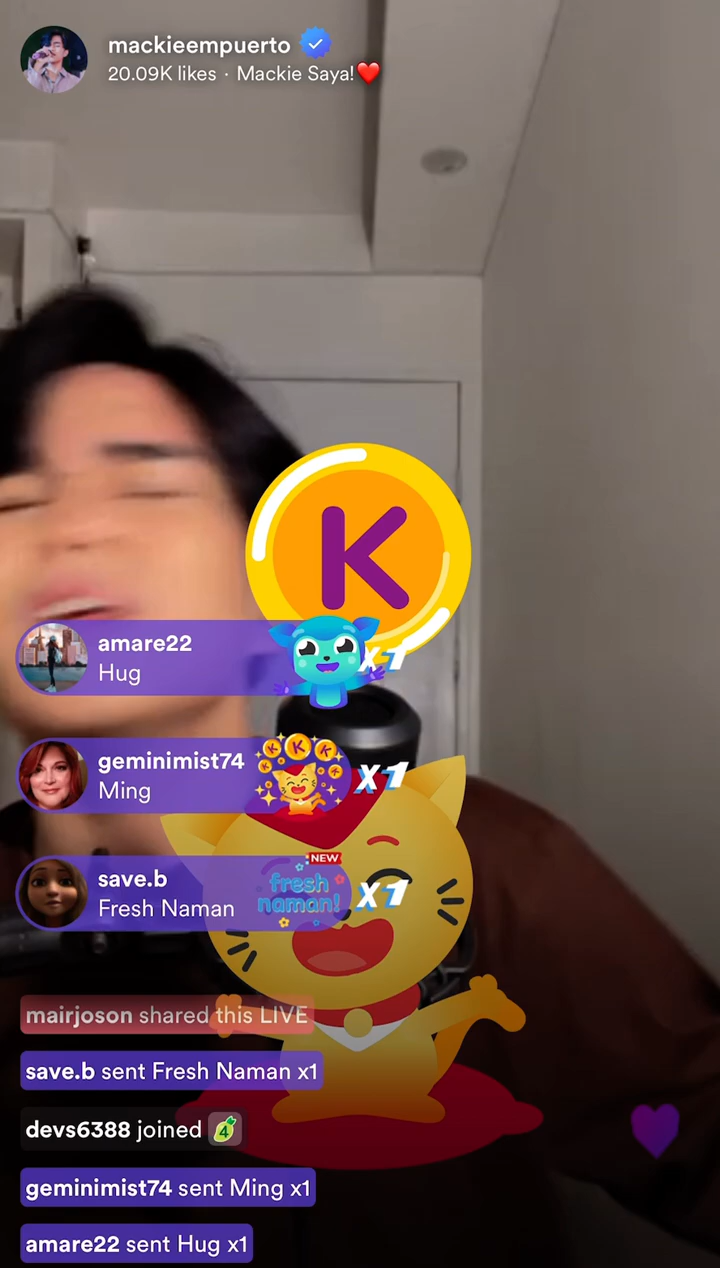 mackieempuerto
20.09K likes · Mackie Saya!❤️
K
amare22
Hug
x1
K K K
geminimist74
Ming
x1
NEW
save.b
fresh
naman!
Fresh Naman
x1
mairjoson shared this LIVE
save.b sent Fresh Naman x1
devs6388 joined 4
geminimist74 sent Ming x1
amare22 sent Hug x1